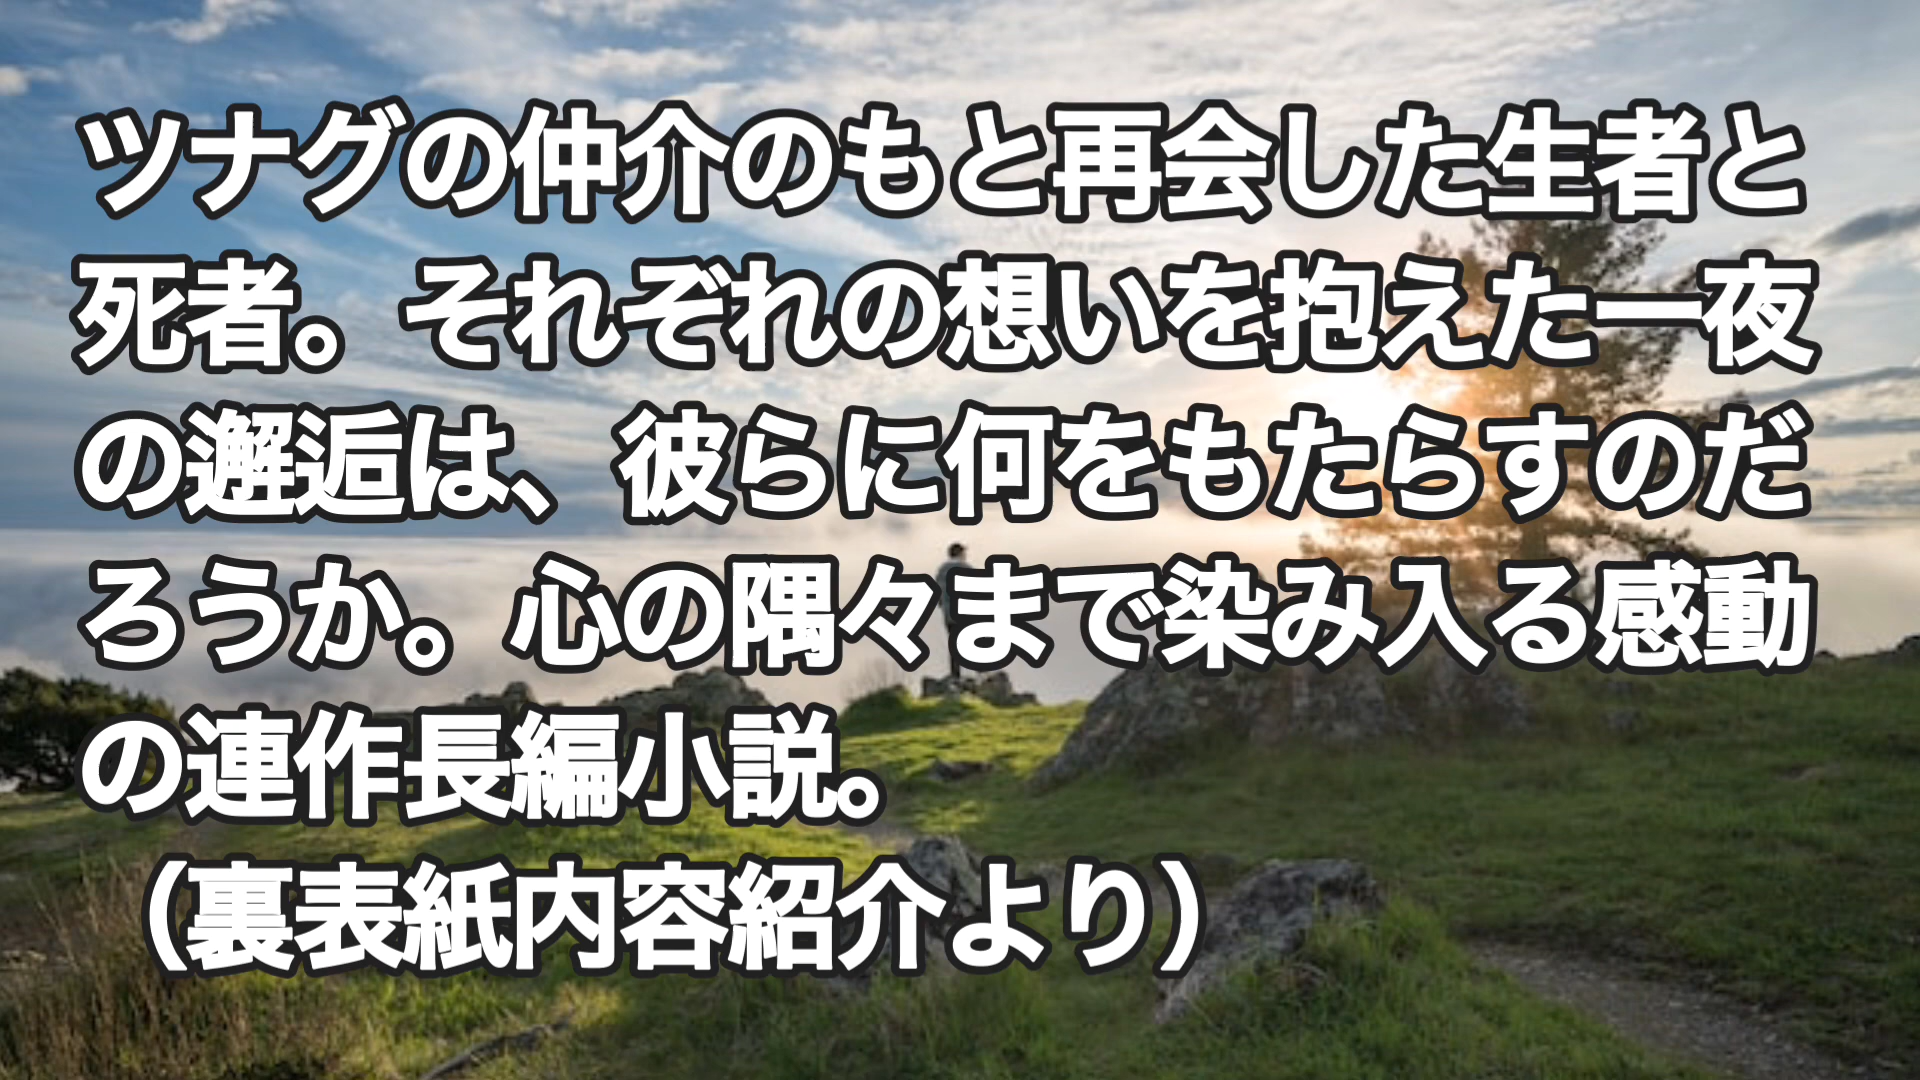 ツナグの仲介のもと再会した生者と
死者。それぞれの想いを抱えた一夜
の邂逅は、彼らに何をもたらすのだ
ろうか。心の隅々まで染み入る感動
の連作長編小説。
（裏表紙内容紹介より）